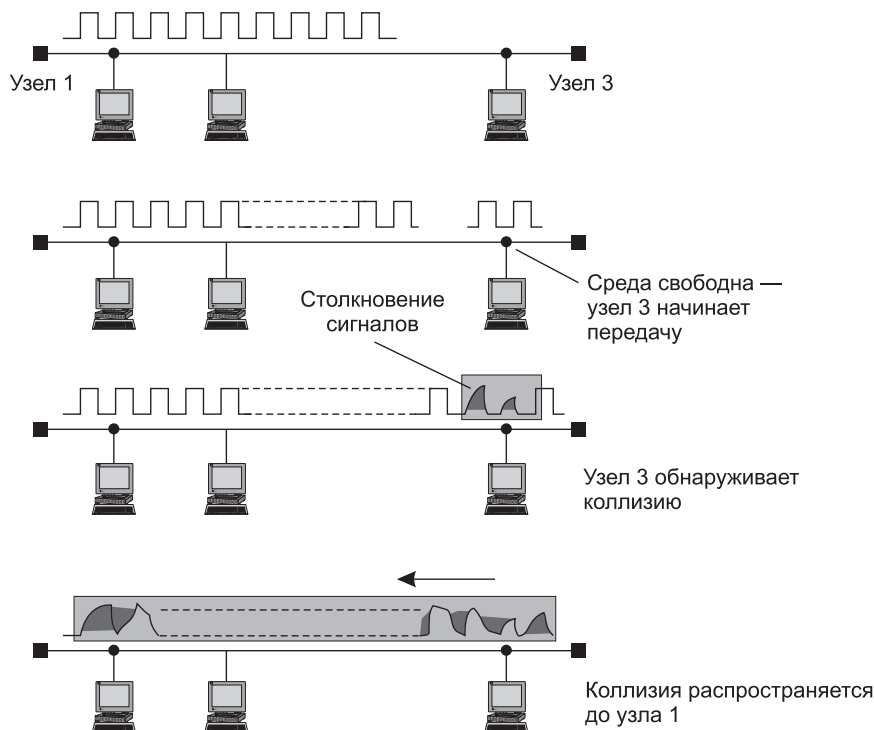 Узел 1
Узел 3
Среда свободна —
узел 3 начинает
передачу
Столкновение
сигналов
Узел 3 обнаруживает
коллизию
Коллизия распространяется
до узла 1